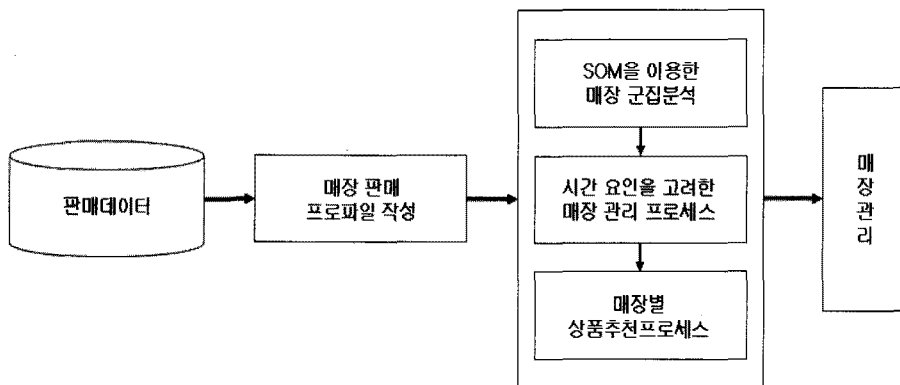 판매데이터
매장 판매
프로파일 작성
SOM을 이용한
매장 군집분석
시간 요인을 고려한
매장 관리 프로세스
매장별
상품추천프로세스
매
장
관
리